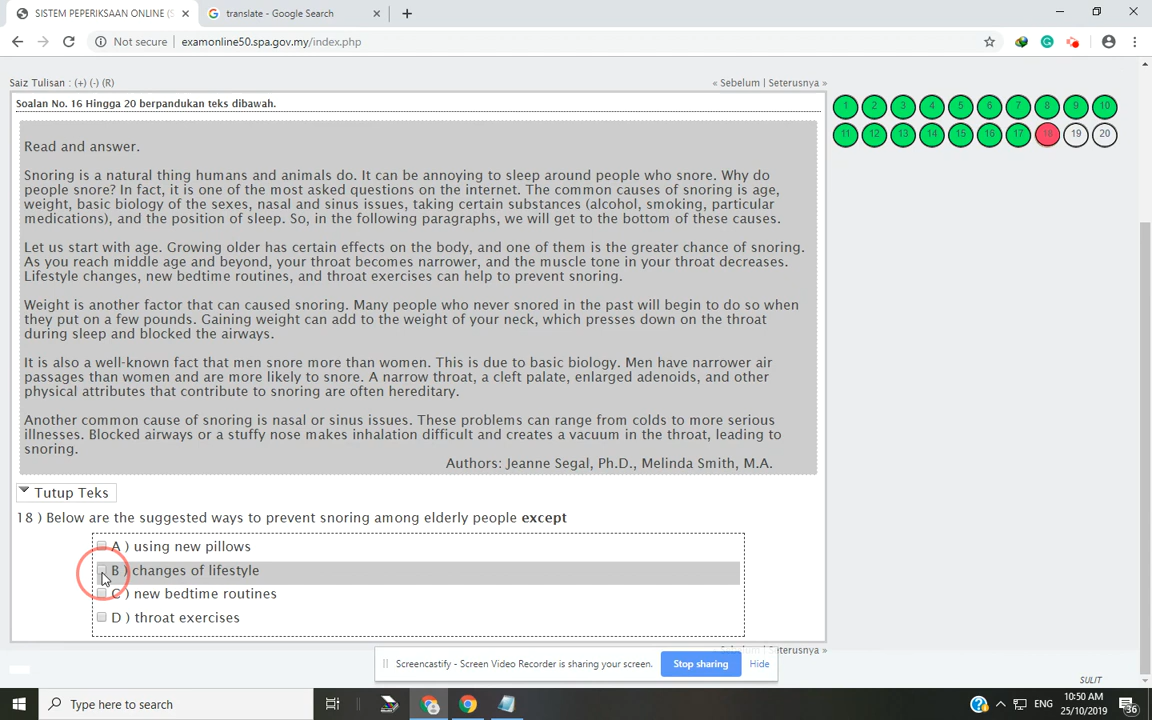 SISTEM PEPERIKSAAN ONLINE (S
translate - Google Search
Not secure | examonline50.spa.gov.my/index.php
Saiz Tulisan : (+) (-) (R)
« Sebelum | Seterusnya »
Soalan No. 16 Hingga 20 berpandukan teks dibawah.
1 2 3 4 5 6 7 8 9 10
11 12 13 14 15 16 17 18 19 20
Read and answer.
Snoring is a natural thing humans and animals do. It can be annoying to sleep around people who snore. Why do
people snore? In fact, it is one of the most asked questions on the internet. The common causes of snoring is age,
weight, basic biology of the sexes, nasal and sinus issues, taking certain substances (alcohol, smoking, particular
medications), and the position of sleep. So, in the following paragraphs, we will get to the bottom of these causes.
Let us start with age. Growing older has certain effects on the body, and one of them is the greater chance of snoring.
As you reach middle age and beyond, your throat becomes narrower, and the muscle tone in your throat decreases.
Lifestyle changes, new bedtime routines, and throat exercises can help to prevent snoring.
Weight is another factor that can caused snoring. Many people who never snored in the past will begin to do so when
they put on a few pounds. Gaining weight can add to the weight of your neck, which presses down on the throat
during sleep and blocked the airways.
It is also a well-known fact that men snore more than women. This is due to basic biology. Men have narrower air
passages than women and are more likely to snore. A narrow throat, a cleft palate, enlarged adenoids, and other
physical attributes that contribute to snoring are often hereditary.
Another common cause of snoring is nasal or sinus issues. These problems can range from colds to more serious
illnesses. Blocked airways or a stuffy nose makes inhalation difficult and creates a vacuum in the throat, leading to
snoring.
Authors: Jeanne Segal, Ph.D., Melinda Smith, M.A.
Tutup Teks
18 ) Below are the suggested ways to prevent snoring among elderly people except
A ) using new pillows
B ) changes of lifestyle
C ) new bedtime routines
D ) throat exercises
« Sebelum | Seterusnya »
Screencastify - Screen Video Recorder is sharing your screen.
Stop sharing
Hide
SULIT
Type here to search
ENG
10:50 AM
25/10/2019
36